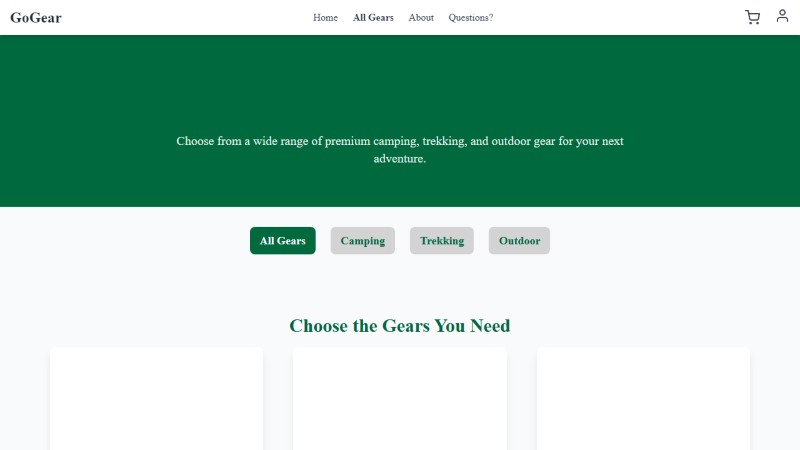 GoGear
Home All Gears About Questions?
Choose from a wide range of premium camping, trekking, and outdoor gear for your next
adventure.
All Gears Camping Trekking Outdoor
Choose the Gears You Need